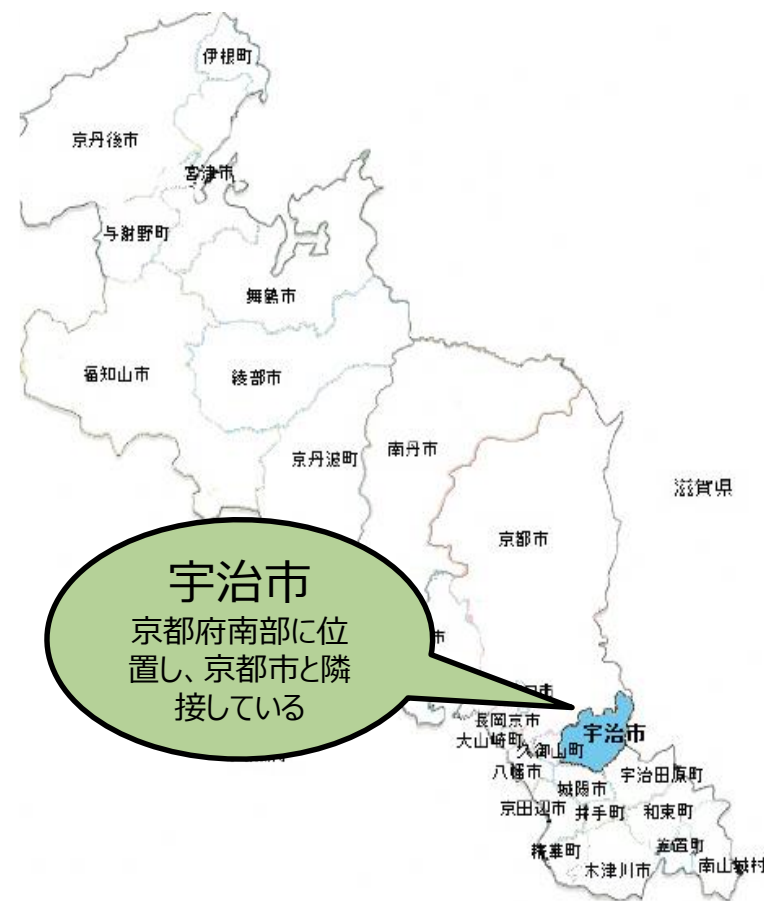 伊根町
京丹後市
宮津市
与謝野町
舞鶴市
福知山市
綾部市
京丹波町
南丹市
滋賀県
京都市
宇治市
京都府南部に位
置し、京都市と隣
接している
市
市
長岡京市
宇治市
大山崎町
久御山町
八幡市
宇治田原町
城陽市
京田辺市
井手町
和束町
精華町
笠置町
木津川市
南山城村